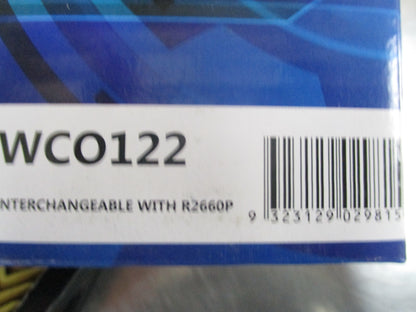 WCO122
INTERCHANGEABLE WITH R2660P
9 323129 029815